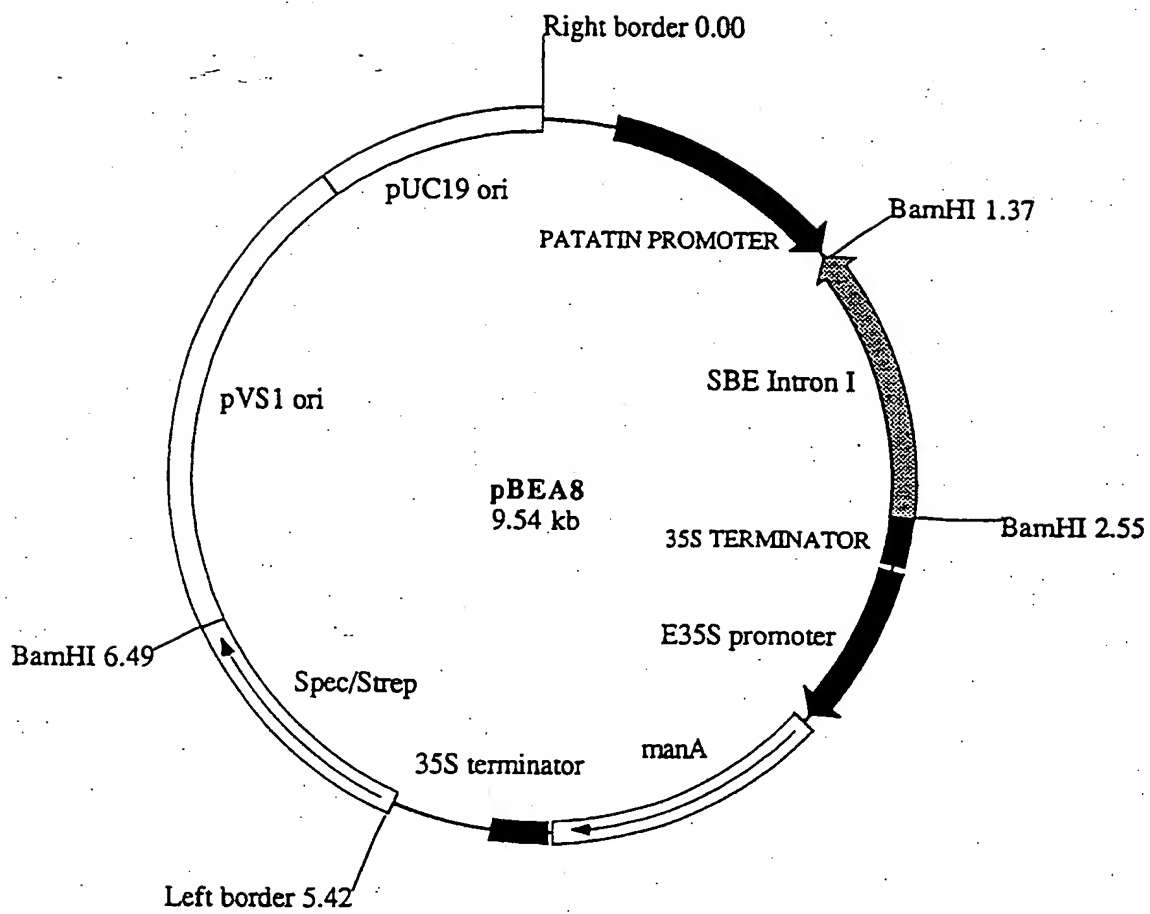 Right border 0.00
pUC19 ori
BamHI 1.37
PATATIN PROMOTER
SBE Intron I
pVS1 ori
pBEA8
9.54 kb
35S TERMINATOR
BamHI 2.55
E35S promoter
BamHI 6.49
Spec/Strep
35S terminator
manA
Left border 5.42